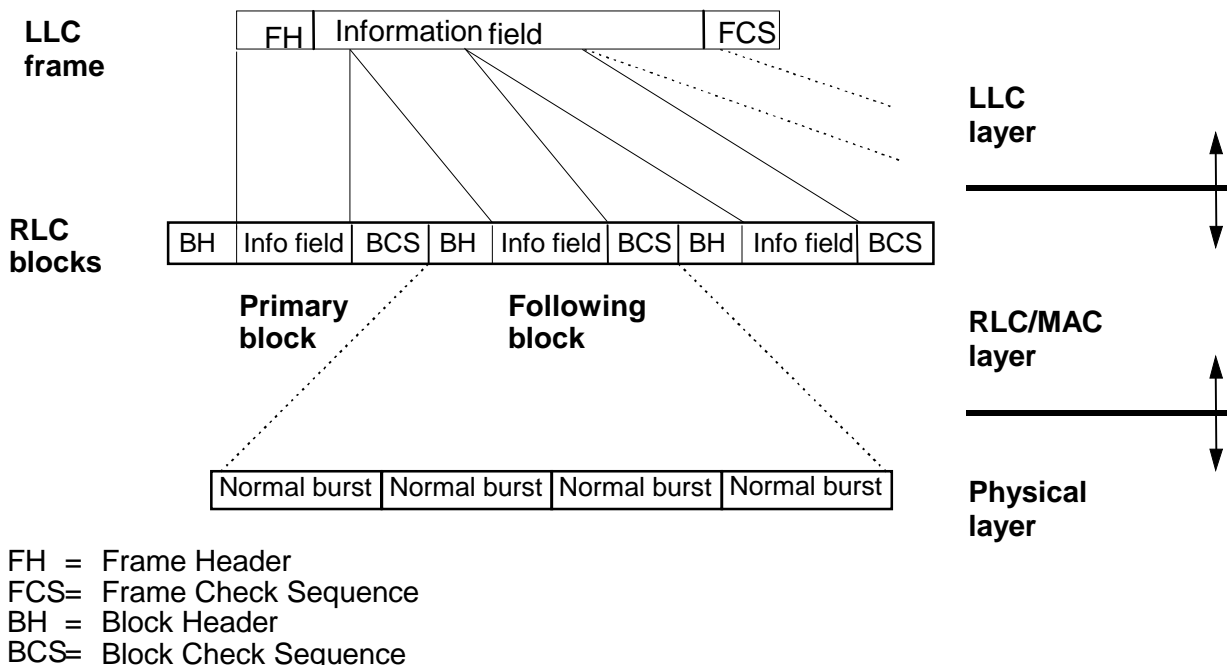 LLC
frame
FH
Information field
FCS
LLC
layer
RLC
blocks
BH
Info field
BCS
BH
Info field
BCS
BH
Info field
BCS
Primary
block
Following
block
RLC/MAC
layer
Normal burst
Normal burst
Normal burst
Normal burst
Physical
layer
FH = Frame Header
FCS= Frame Check Sequence
BH = Block Header
BCS= Block Check Sequence